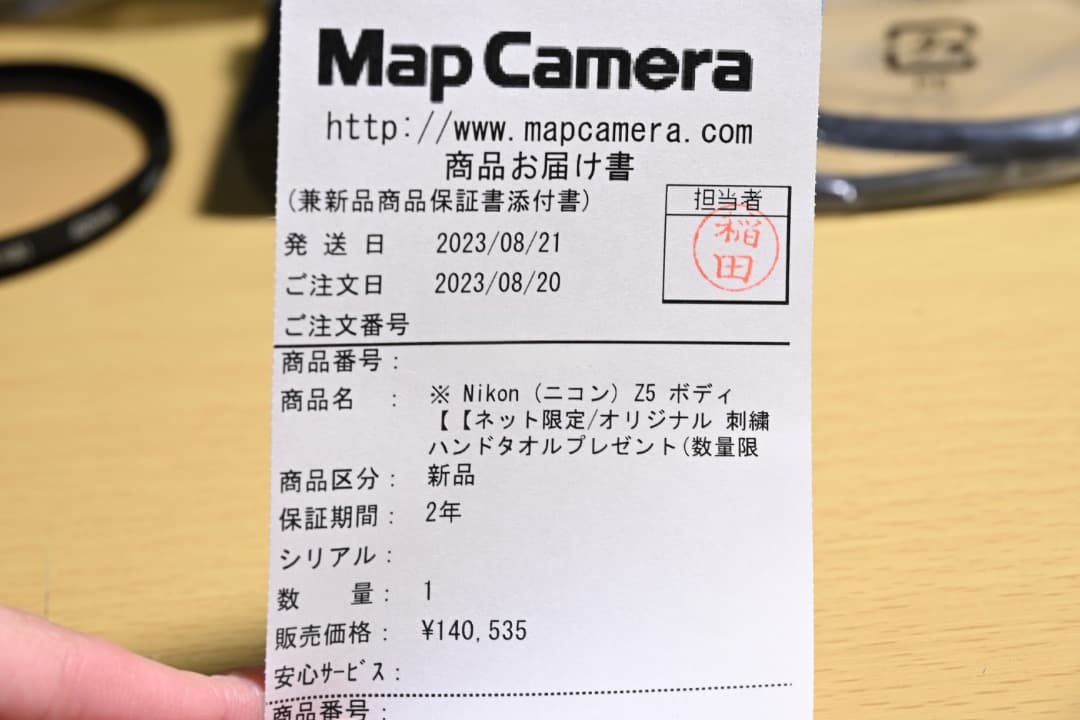 Map Camera
http://www.mapcamera.com
商品お届け書
(兼新品商品保証書添付書)
担当者
稲田
発送日 2023/08/21
ご注文日 2023/08/20
ご注文番号
商品番号:
商品名 : ※ Nikon (ニコン) Z5 ボディ
【【ネット限定/オリジナル 刺繍
ハンドタオルプレゼント(数量限
商品区分: 新品
保証期間: 2年
シリアル:
数 量: 1
販売価格: ¥140,535
安心ｻｰﾋﾞｽ:
商品番号: